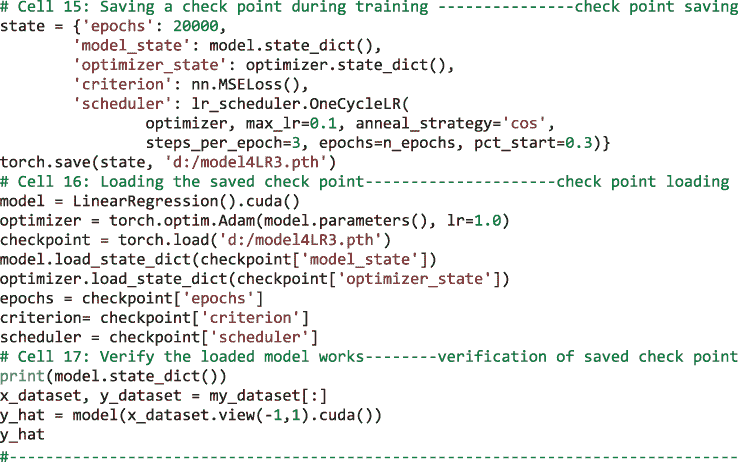 # Cell 15: Saving a check point during training ---------------check point saving
state = {'epochs': 20000,
'model_state': model.state_dict(),
'optimizer_state': optimizer.state_dict(),
'criterion': nn.MSELoss(),
'scheduler': lr_scheduler.OneCycleLR(
optimizer, max_lr=0.1, anneal_strategy='cos',
steps_per_epoch=3, epochs=n_epochs, pct_start=0.3)}
torch.save(state, 'd:/model4LR3.pth')
# Cell 16: Loading the saved check point---------------------check point loading
model = LinearRegression().cuda()
optimizer = torch.optim.Adam(model.parameters(), lr=1.0)
checkpoint = torch.load('d:/model4LR3.pth')
model.load_state_dict(checkpoint['model_state'])
optimizer.load_state_dict(checkpoint['optimizer_state'])
epochs = checkpoint['epochs']
criterion= checkpoint['criterion']
scheduler = checkpoint['scheduler']
# Cell 17: Verify the loaded model works--------verification of saved check point
print(model.state_dict())
x_dataset, y_dataset = my_dataset[:]
y_hat = model(x_dataset.view(-1,1).cuda())
y_hat
#--------------------------------------------------------------------------------